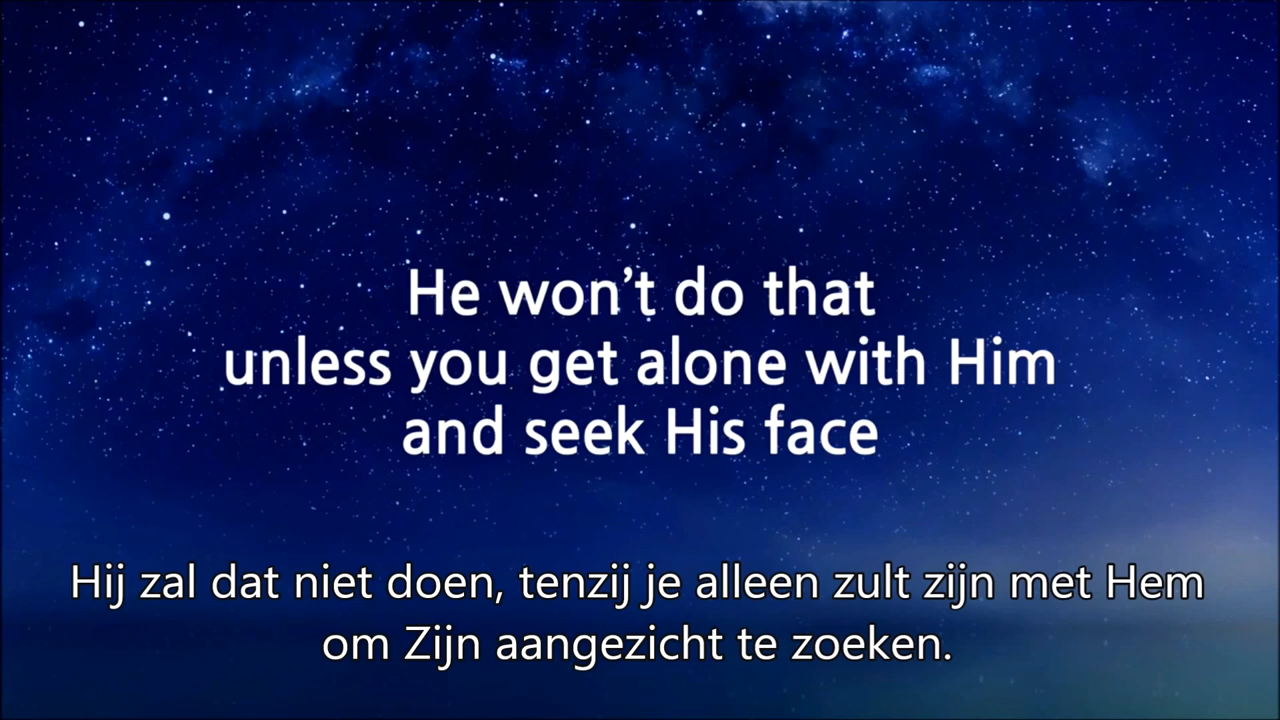 He won’t do that
unless you get alone with Him
and seek His face
Hij zal dat niet doen, tenzij je alleen zult zijn met Hem
om Zijn aangezicht te zoeken.